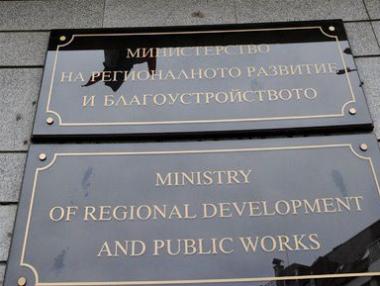 МИНИСТЕРСТВО
НА РЕГИОНАЛНОТО РАЗВИТИЕ
И БЛАГОУСТРОЙСТВОТО
MINISTRY
OF REGIONAL DEVELOPMENT
AND PUBLIC WORKS